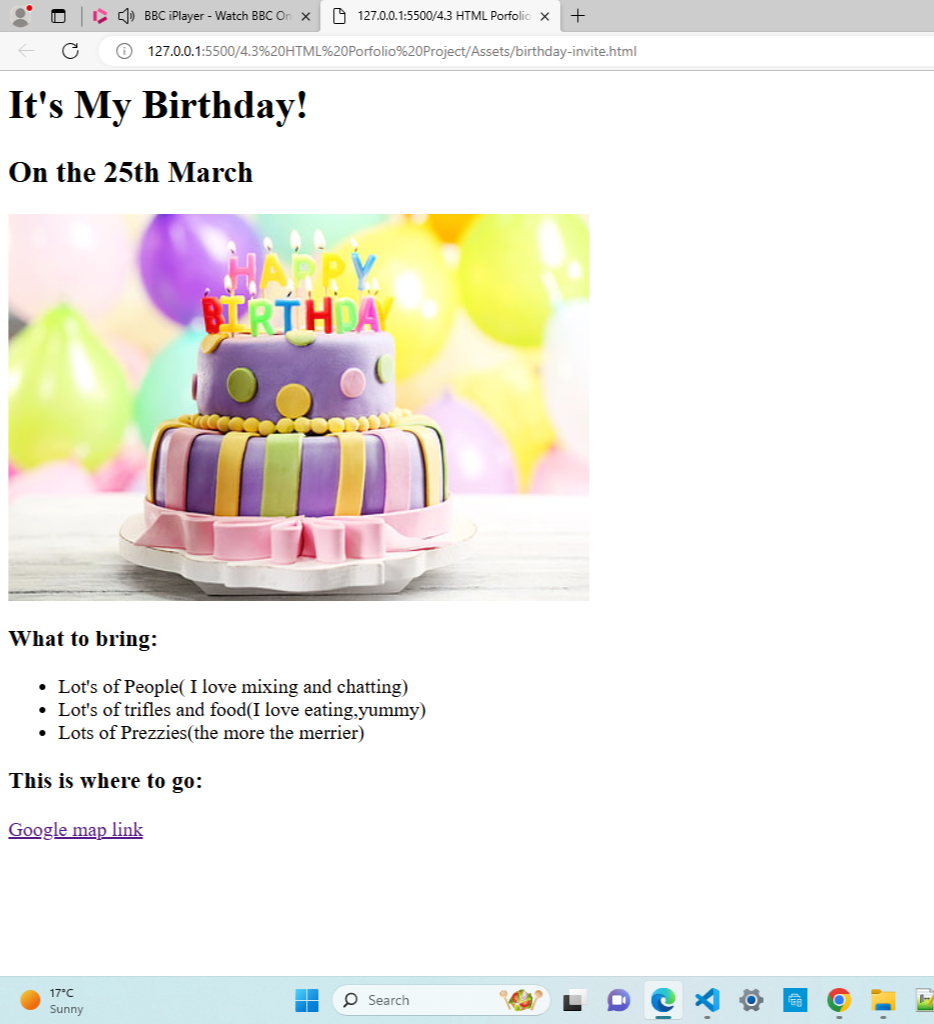 BBC iPlayer - Watch BBC On
127.0.0.1:5500/4.3 HTML Porfolic
127.0.0.1:5500/4.3%20HTML%20Porfolio%20Project/Assets/birthday-invite.html
It's My Birthday!
On the 25th March
HAPPY
BIRTHDAY
What to bring:
Lot's of People( I love mixing and chatting)
Lot's of trifles and food(I love eating,yummy)
Lots of Prezzies(the more the merrier)
This is where to go:
Google map link
17°C
Sunny
Search